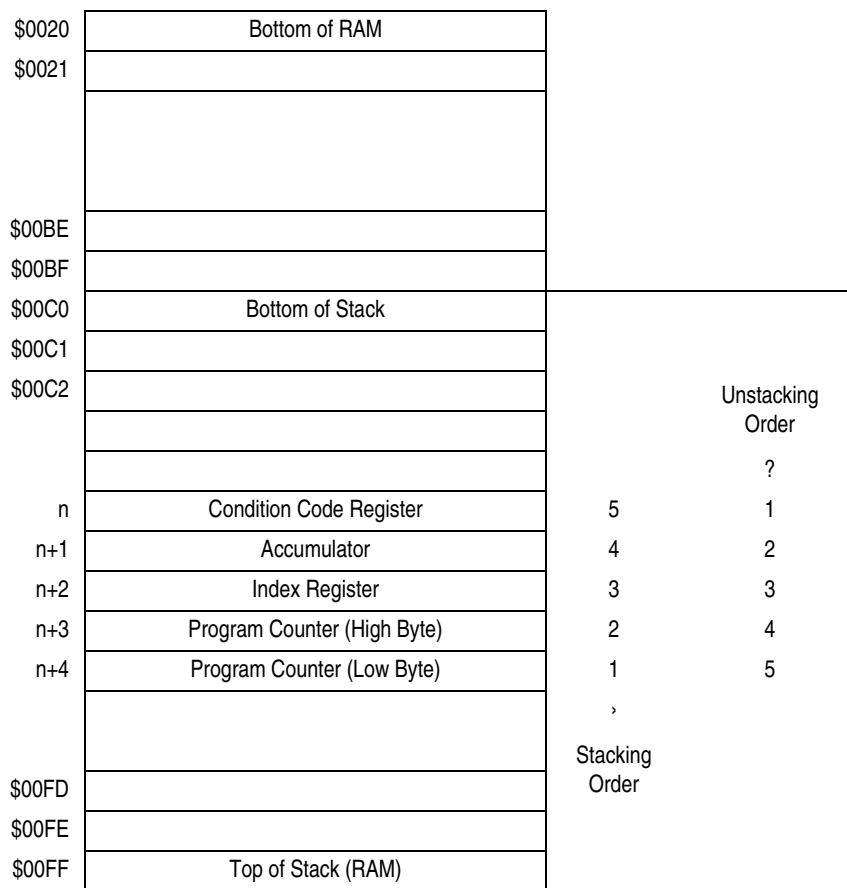 $0020 Bottom of RAM
$0021
$00BE
$00BF
$00C0 Bottom of Stack
$00C1
$00C2
Unstacking
Order
?
n Condition Code Register 5 1
n+1 Accumulator 4 2
n+2 Index Register 3 3
n+3 Program Counter (High Byte) 2 4
n+4 Program Counter (Low Byte) 1 5
›
Stacking
Order
$00FD
$00FE
$00FF Top of Stack (RAM)